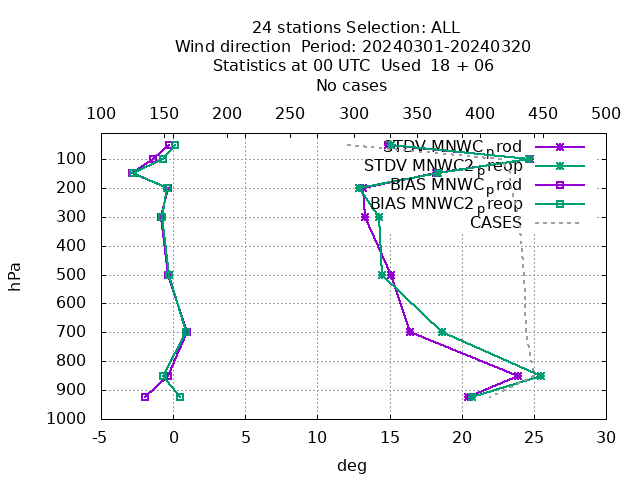 24 stations Selection: ALL
Wind direction  Period: 20240301-20240320
Statistics at 00 UTC  Used  18 + 06
No cases
100 150 200 250 300 350 400 450 500
STDV MNWC_prod
STDV MNWC2_preop
BIAS MNWC_prod
BIAS MNWC2_preop
CASES
100
200
300
400
500
600
700
800
900
1000
hPa
-5 0 5 10 15 20 25 30
deg